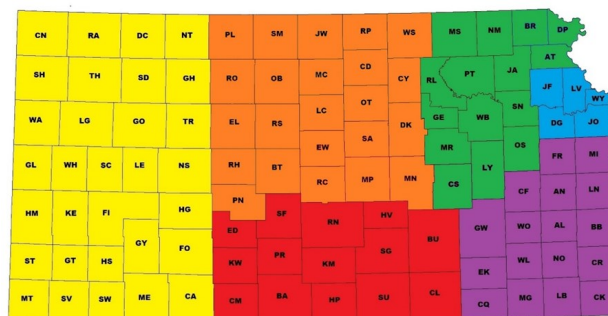 CN RA DC NT PL SM JW RP WS MS NM BR DP
SH TH SD GH RO OB MC CD CY RL PT JA AT JF LV WY
WA LG GO TR EL RS LC OT DK GE WB SN DG JO
GL WH SC LE NS RH BT EW SA MR OS FR MI
PN RC MP MN CS LY CF AN LN
HM KE FI HG ED SF RN HV GW WO AL BB
ST GT HS GY FO KW PR KM SG BU EK WL NO CR
MT SV SW ME CA CM BA HP SU CL CQ MG LB CK